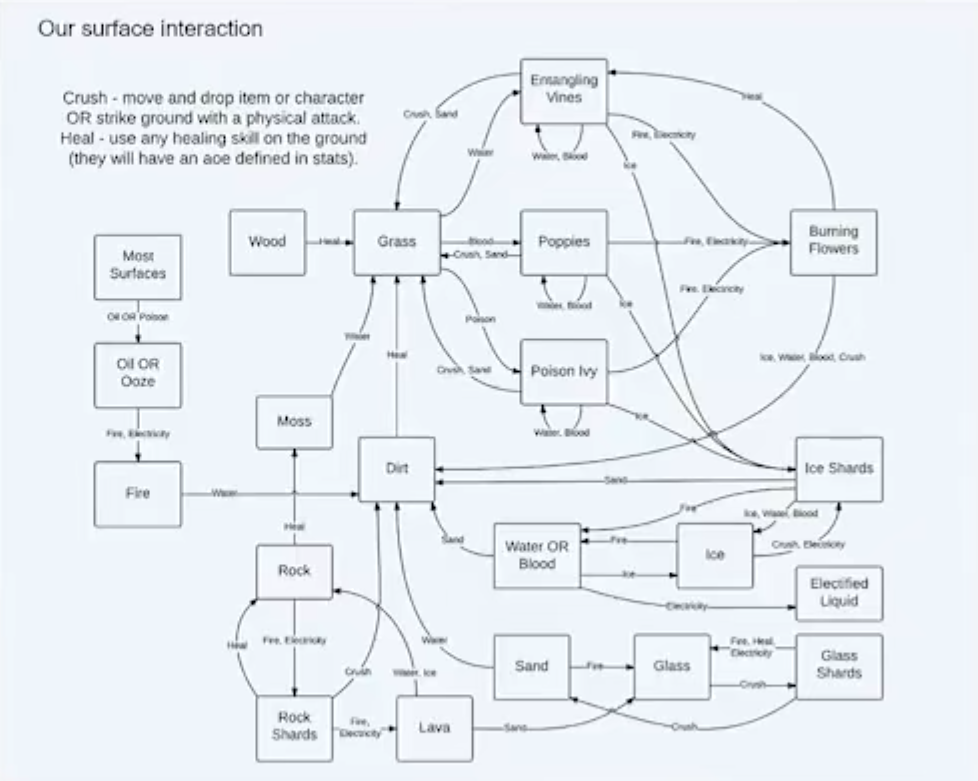 Our surface interaction
Crush - move and drop item or character
OR strike ground with a physical attack.
Heal - use any healing skill on the ground
(they will have an aoe defined in stats).
Entangling
Vines
Heal
Crush, Sand
Fire, Electricity
Water
Water, Blood
Ice
Wood
Heal
Grass
Blood
Crush, Sand
Poppies
Fire, Electricity
Burning
Flowers
Most
Surfaces
Fire, Electricity
Water, Blood
Ice
Oil OR Poison
Poison
Water
Heal
Crush, Sand
Poison Ivy
Ice, Water, Blood, Crush
Oil OR
Ooze
Moss
Ice
Water, Blood
Fire, Electricity
Dirt
Ice Shards
Sand
Fire
Water
Fire
Ice, Water, Blood
Heal
Sand
Water OR
Blood
Fire
Ice
Ice
Crush, Electricity
Rock
Electrified
Liquid
Electricity
Heal
Fire, Electricity
Water
Sand
Fire
Glass
Fire, Heal,
Electricity
Glass
Shards
Crush
Water, Ice
Crush
Rock
Shards
Fire,
Electricity
Lava
Sand
Crush